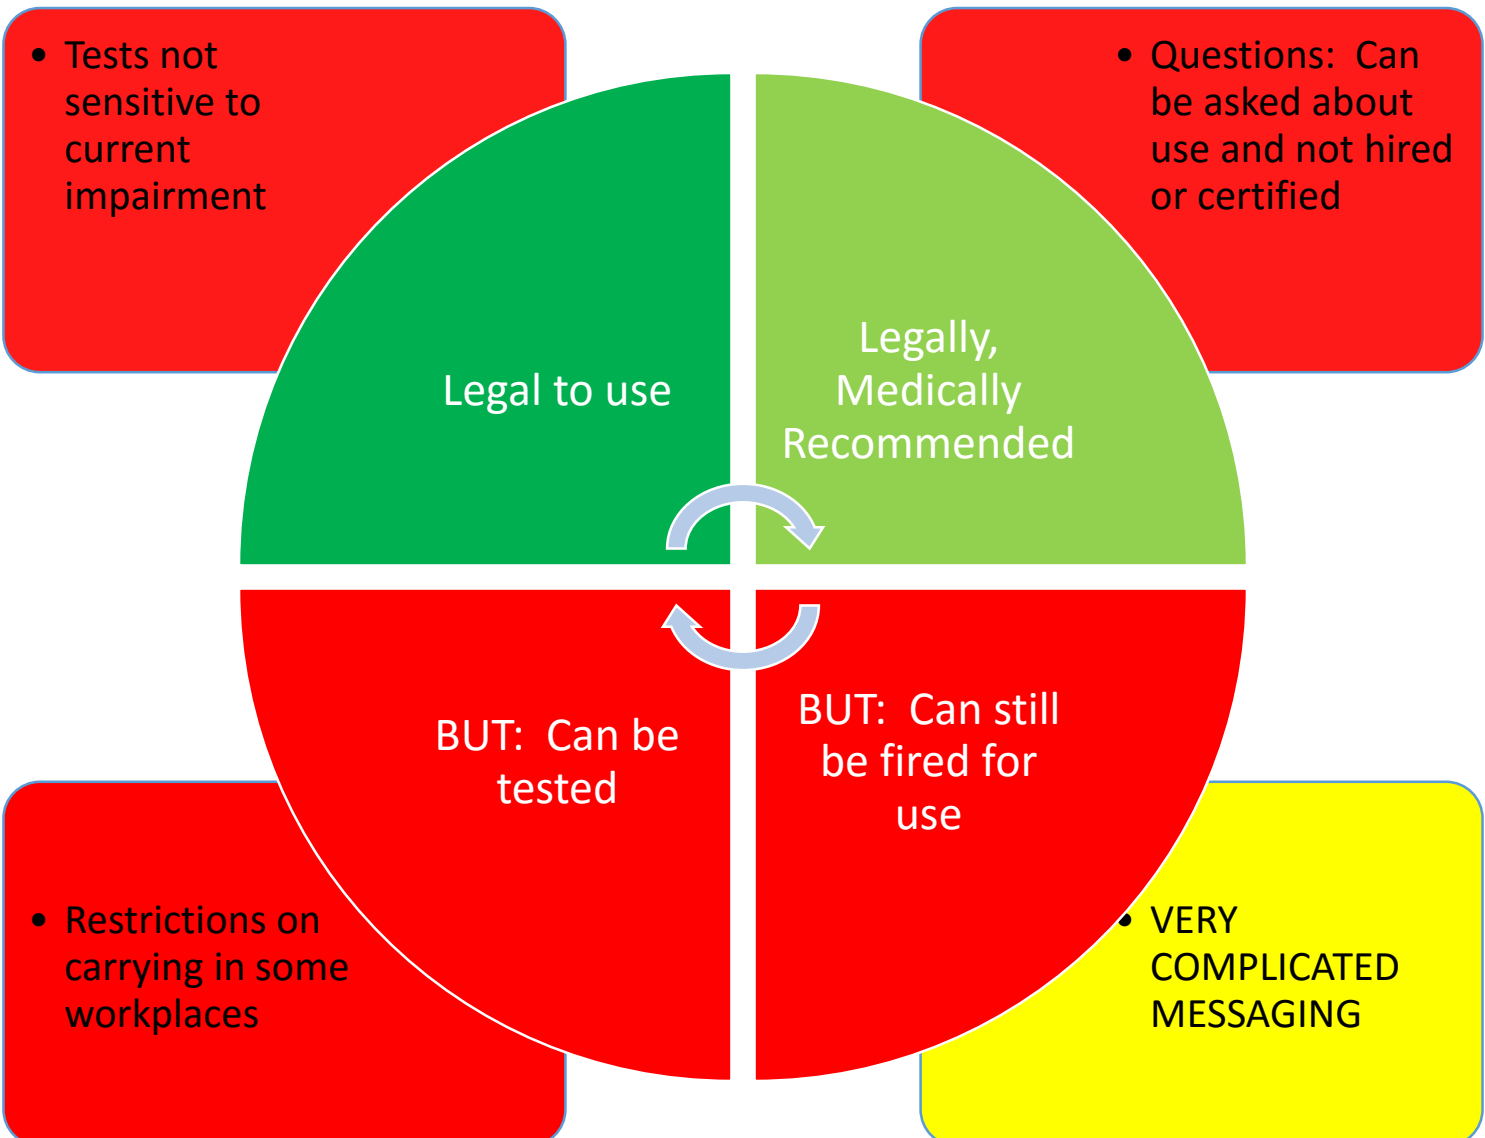 • Tests not
sensitive to
current
impairment
• Questions:  Can
be asked about
use and not hired
or certified
Legal to use
Legally,
Medically
Recommended
BUT:  Can be
tested
BUT:  Can still
be fired for
use
• Restrictions on
carrying in some
workplaces
• VERY
COMPLICATED
MESSAGING